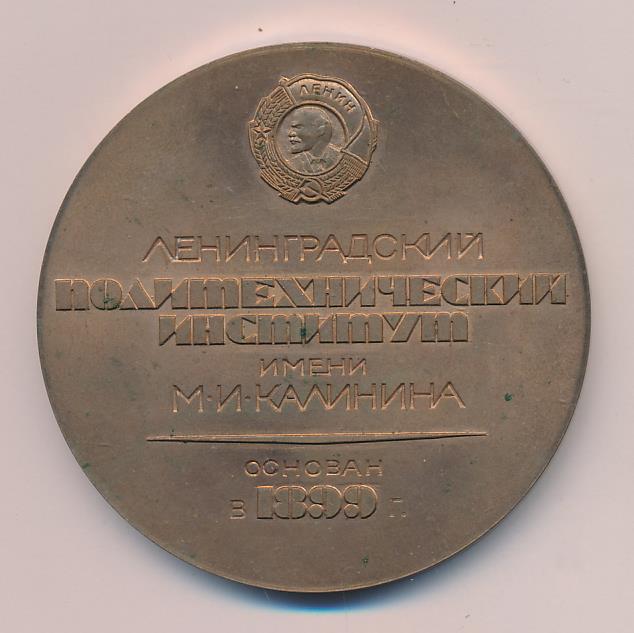 ЛЕНИН
ЛЕНИНГРАДСКИЙ
ПОЛИТЕХНИЧЕСКИЙ
ИНСТИТУТ
ИМЕНИ
М·И·КАЛИНИНА
ОСНОВАН
В 1899 Г.